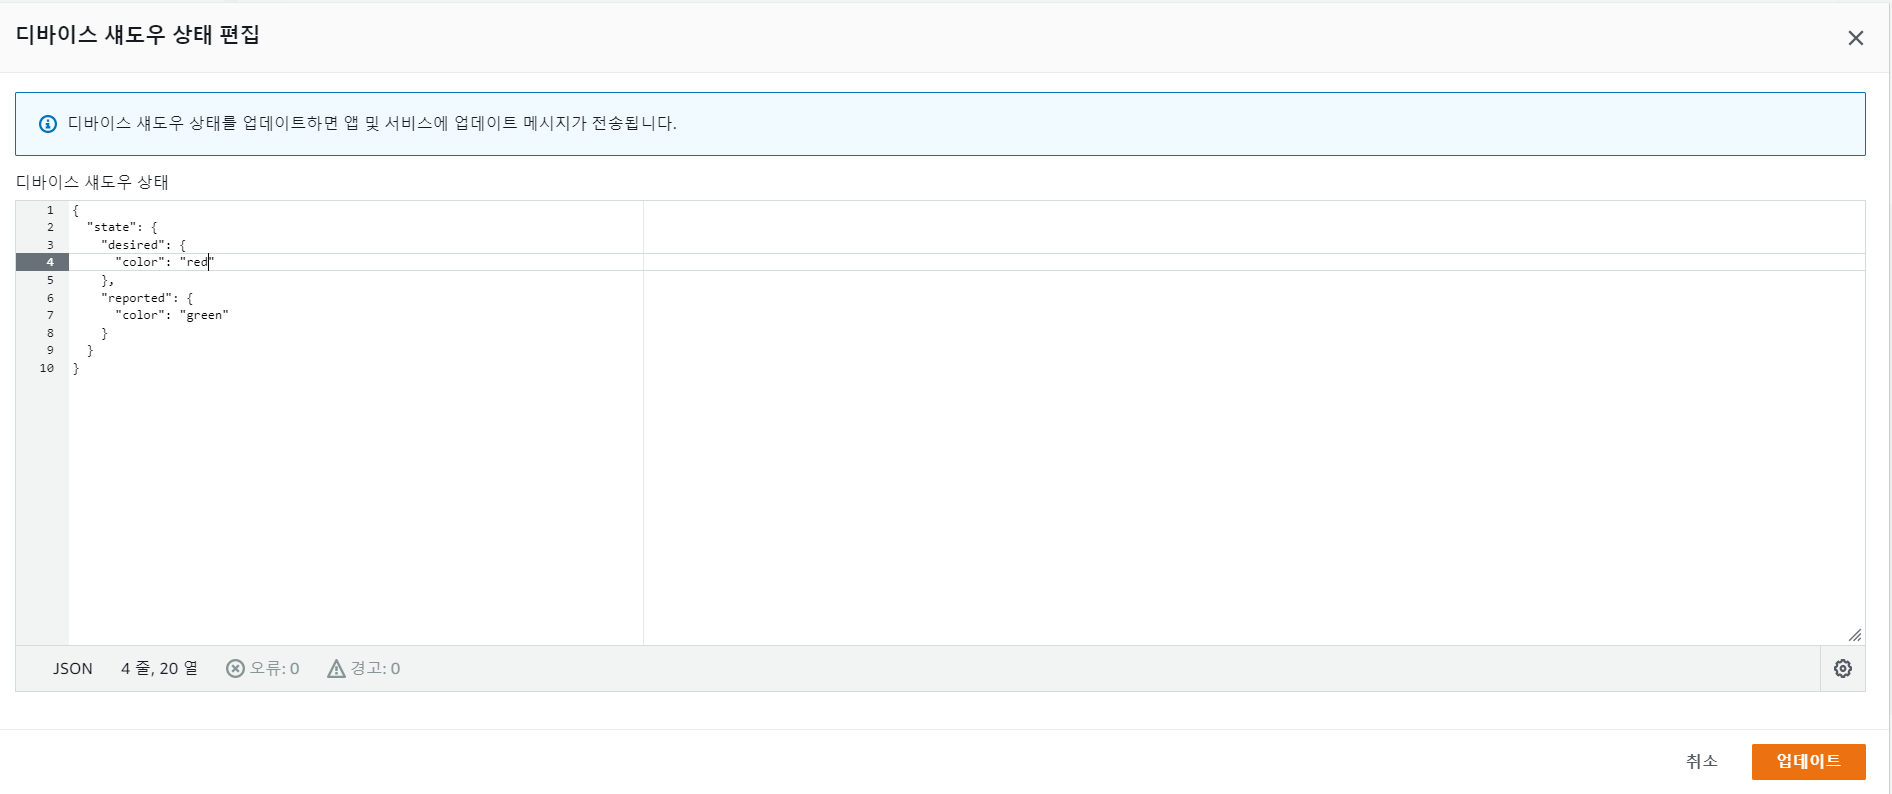 디바이스 섀도우 상태 편집
디바이스 섀도우 상태를 업데이트하면 앱 및 서비스에 업데이트 메시지가 전송됩니다.
디바이스 섀도우 상태
1 {
2   "state": {
3     "desired": {
4       "color": "red"
5     },
6     "reported": {
7       "color": "green"
8     }
9   }
10 }
JSON 4 줄, 20 열 오류: 0 경고: 0
취소 업데이트